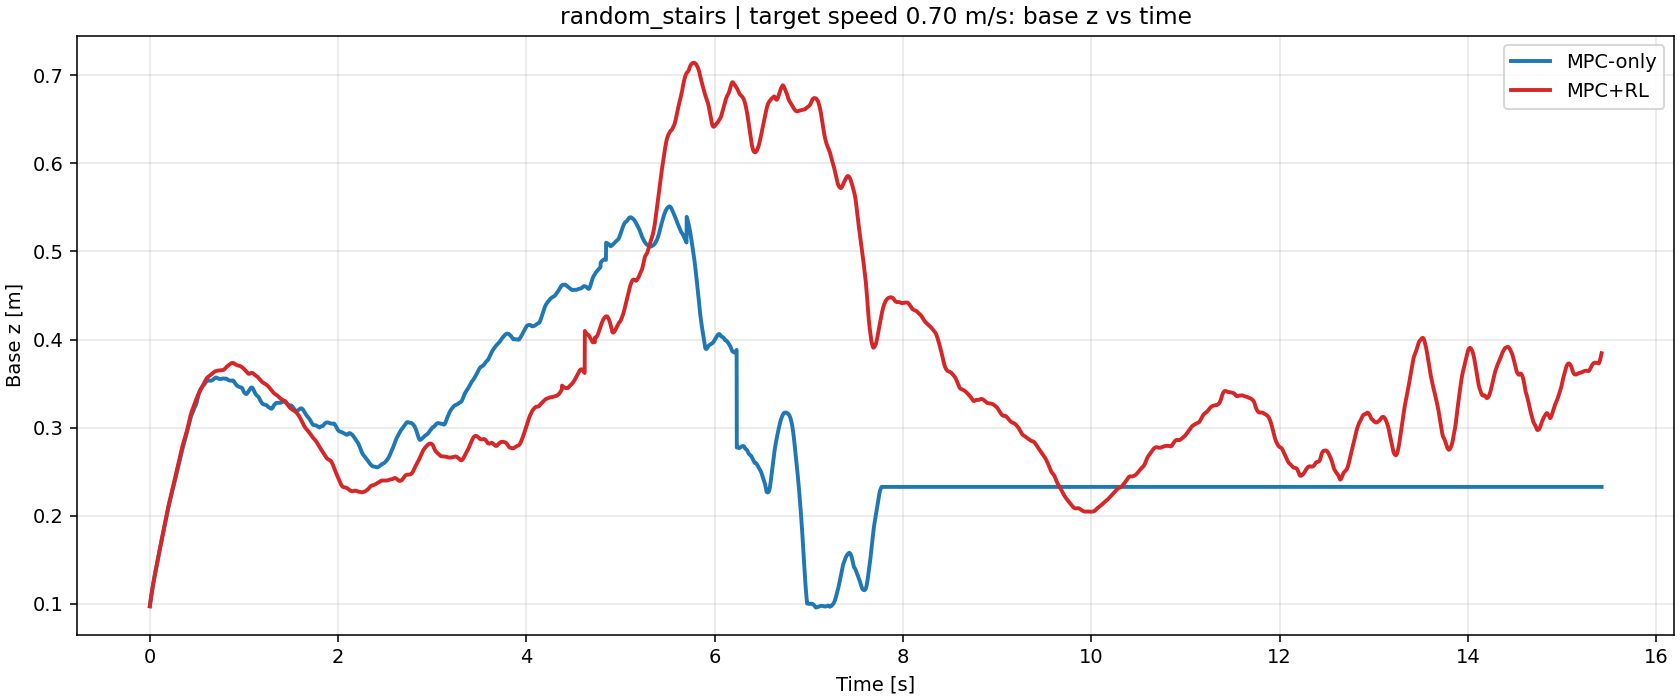 random_stairs | target speed 0.70 m/s: base z vs time
MPC-only
MPC+RL
Base z [m]
0.7
0.6
0.5
0.4
0.3
0.2
0.1
0 2 4 6 8 10 12 14 16
Time [s]